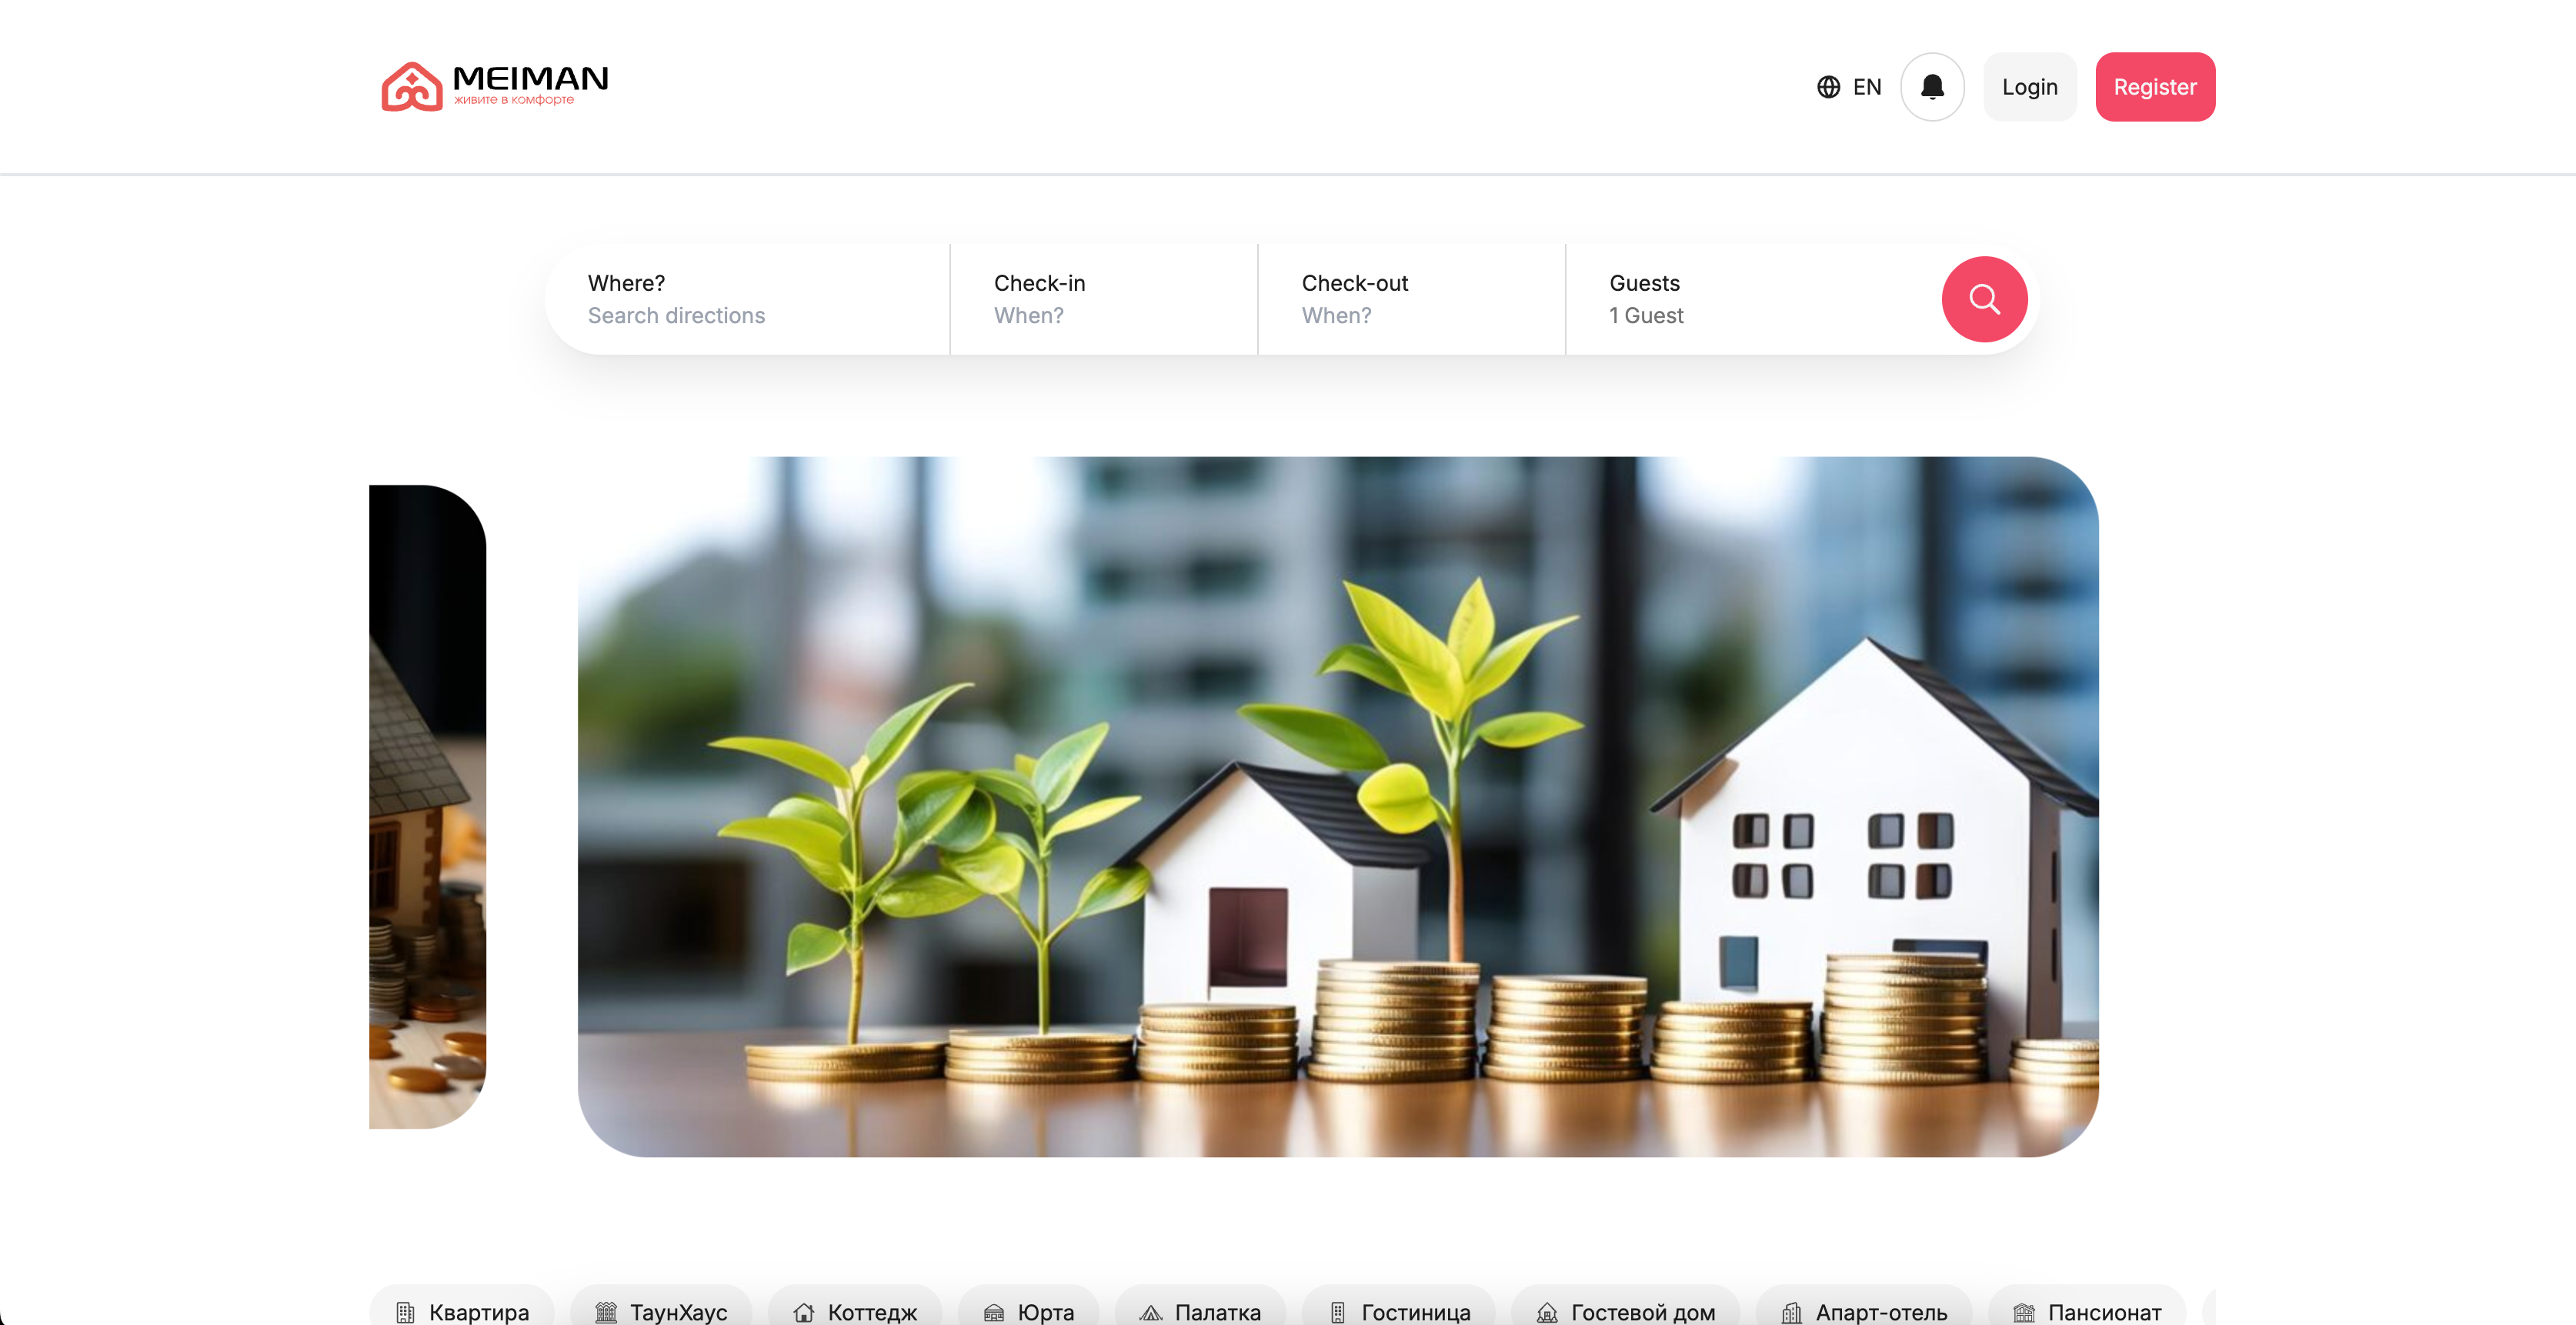 MEIMAN
живите в комфорте
EN
Login
Register
Where?
Search directions
Check-in
When?
Check-out
When?
Guests
1 Guest
Квартира
ТаунХаус
Коттедж
Юрта
Палатка
Гостиница
Гостевой дом
Апарт-отель
Пансионат